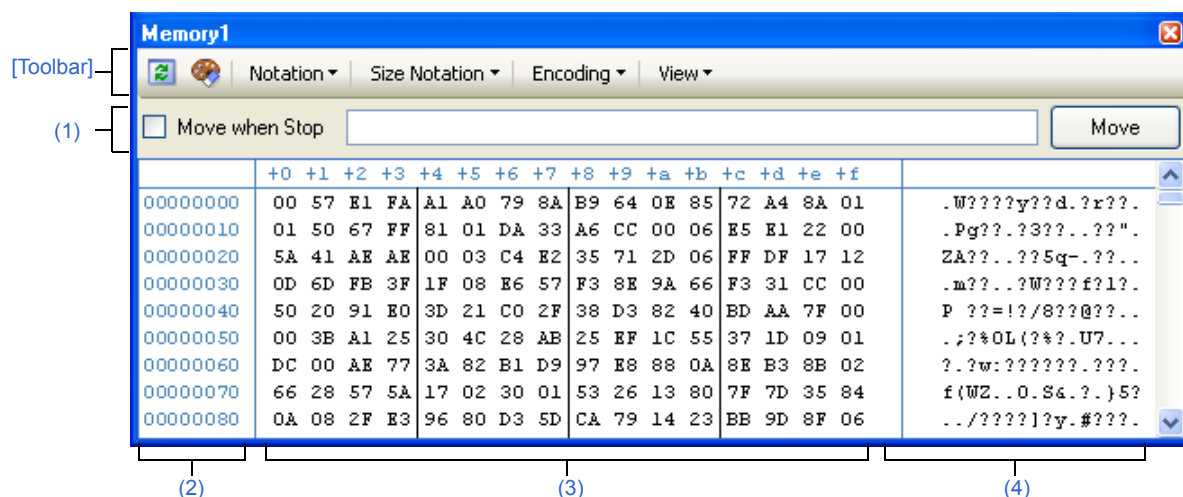 Memory1
[Toolbar]
Notation Size Notation Encoding View
(1)
Move when Stop Move
+0 +1 +2 +3 +4 +5 +6 +7 +8 +9 +a +b +c +d +e +f
00000000 00 57 E1 FA A1 A0 79 8A B9 64 0E 85 72 A4 8A 01 .W????y??d.?r??.
00000010 01 50 67 FF 81 01 DA 33 A6 CC 00 06 E5 E1 22 00 .Pg??.?3??..??".
00000020 5A 41 AE AE 00 03 C4 E2 35 71 2D 06 FF DF 17 12 ZA??..??5q-.??..
00000030 0D 6D FB 3F 1F 08 E6 57 F3 8E 9A 66 F3 31 CC 00 .m??..?W???f?1?.
00000040 50 20 91 E0 3D 21 C0 2F 38 D3 82 40 BD AA 7F 00 P ??=!?/8??@??..
00000050 00 3B A1 25 30 4C 28 AB 25 EF 1C 55 37 1D 09 01 .;?%0L(?%?.U7...
00000060 DC 00 AE 77 3A 82 B1 D9 97 E8 88 0A 8E B3 8B 02 ?.?w:??????.???.
00000070 66 28 57 5A 17 02 30 01 53 26 13 80 7F 7D 35 84 f(WZ..0.S&.?.}5?
00000080 0A 08 2F E3 96 80 D3 5D CA 79 14 23 BB 9D 8F 06 ../????]?y.#???.
(2) (3) (4)